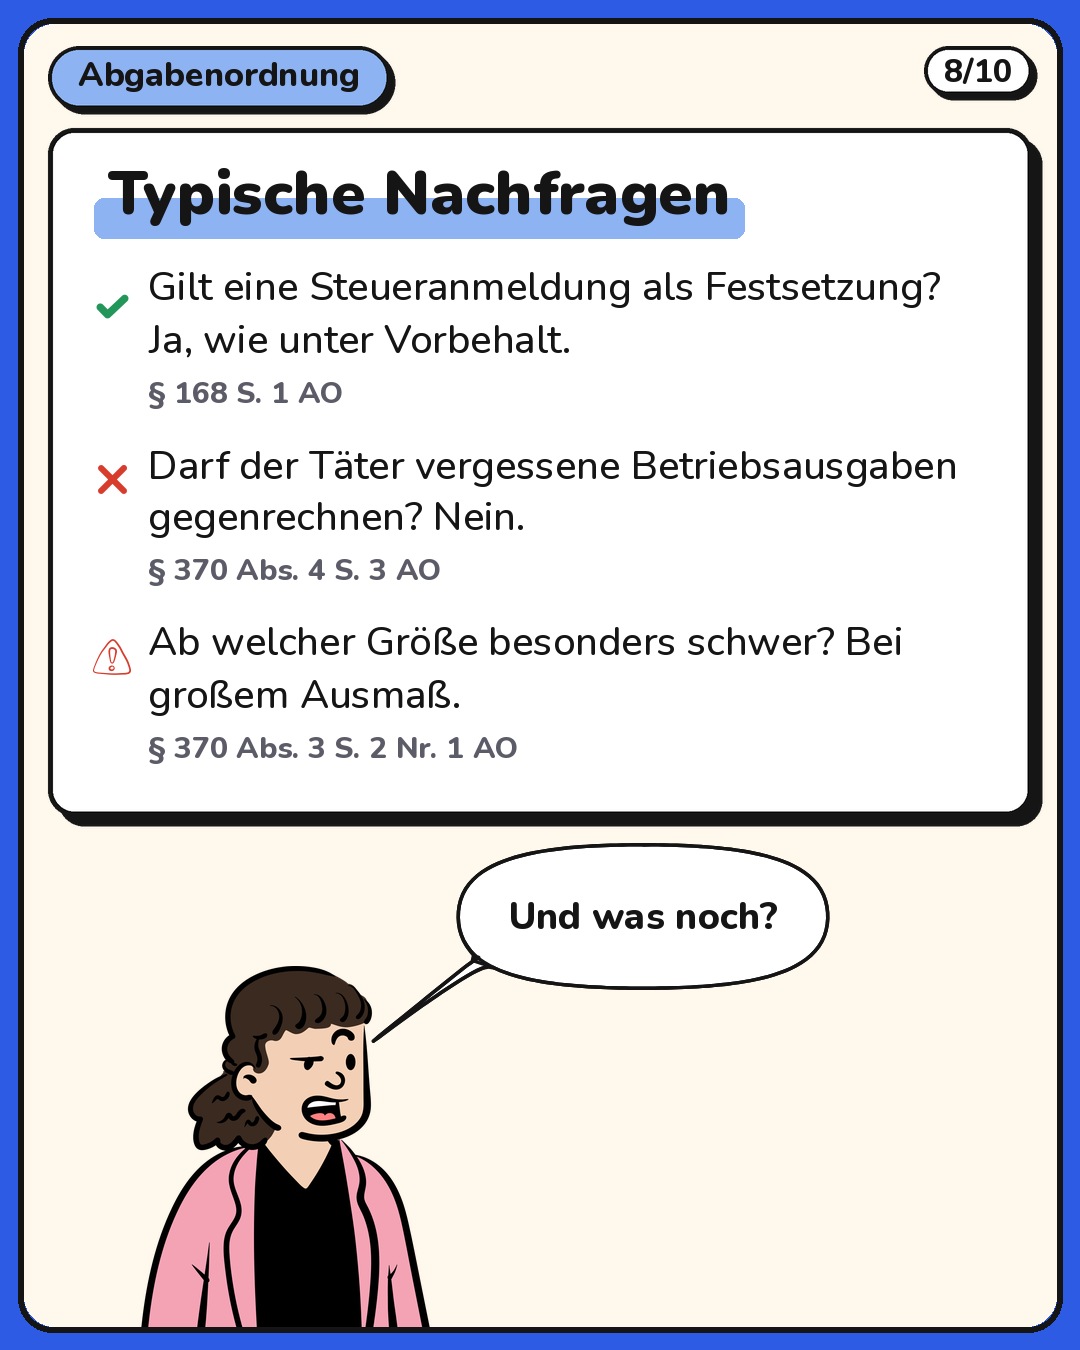 Abgabenordnung
8/10
Typische Nachfragen
Gilt eine Steueranmeldung als Festsetzung?
Ja, wie unter Vorbehalt.
§ 168 S. 1 AO
Darf der Täter vergessene Betriebsausgaben
gegenrechnen? Nein.
§ 370 Abs. 4 S. 3 AO
Ab welcher Größe besonders schwer? Bei
großem Ausmaß.
§ 370 Abs. 3 S. 2 Nr. 1 AO
Und was noch?